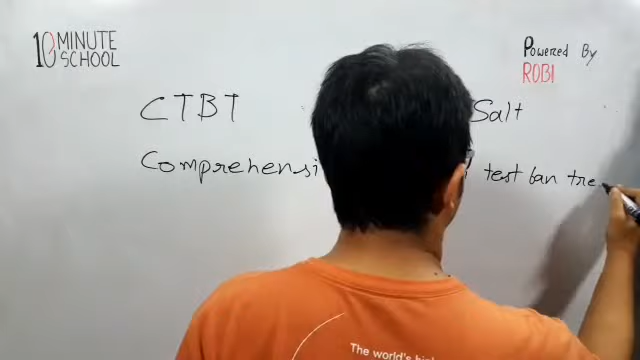 10 MINUTE SCHOOL
Powered By
ROBI
CTBT Salt
Comprehensi test ban tre
The world's